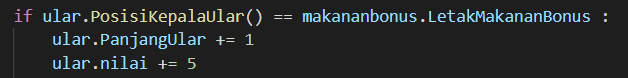 if ular.PosisiKepalaUlar() == makananbonus.LetakMakananBonus :
    ular.PanjangUlar += 1
    ular.nilai += 5